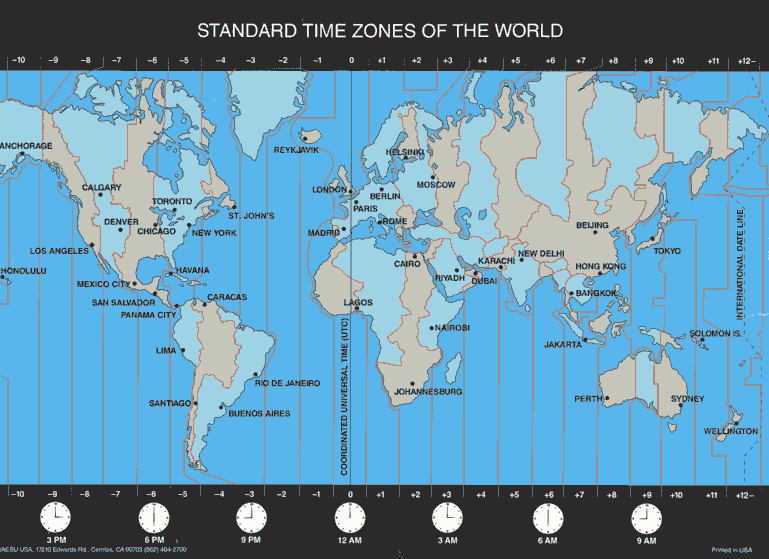 STANDARD TIME ZONES OF THE WORLD
−10 −9 −8 −7 −6 −5 −4 −3 −2 −1 0 +1 +2 +3 +4 +5 +6 +7 +8 +9 +10 +11 +12−
ANCHORAGE
REYKJAVIK
HELSINKI
CALGARY
LONDON
BERLIN
MOSCOW
TORONTO
PARIS
ST. JOHN'S
DENVER
CHICAGO
NEW YORK
MADRID
ROME
BEIJING
LOS ANGELES
TOKYO
HONOLULU
HAVANA
MEXICO CITY
CAIRO
RIYADH
DUBAI
KARACHI
NEW DELHI
HONG KONG
SAN SALVADOR
CARACAS
PANAMA CITY
LAGOS
BANGKOK
INTERNATIONAL DATE LINE
NAIROBI
SOLOMON IS.
LIMA
JAKARTA
RIO DE JANEIRO
JOHANNESBURG
SANTIAGO
BUENOS AIRES
PERTH
SYDNEY
WELLINGTON
COORDINATED UNIVERSAL TIME (UTC)
−10 −9 −8 −7 −6 −5 −4 −3 −2 −1 0 +1 +2 +3 +4 +5 +6 +7 +8 +9 +10 +11 +12−
3 PM 6 PM 9 PM 12 AM 3 AM 6 AM 9 AM
YAESU USA, 17210 Edwards Rd., Cerritos, CA 90703 (562) 404-2700
Printed in USA